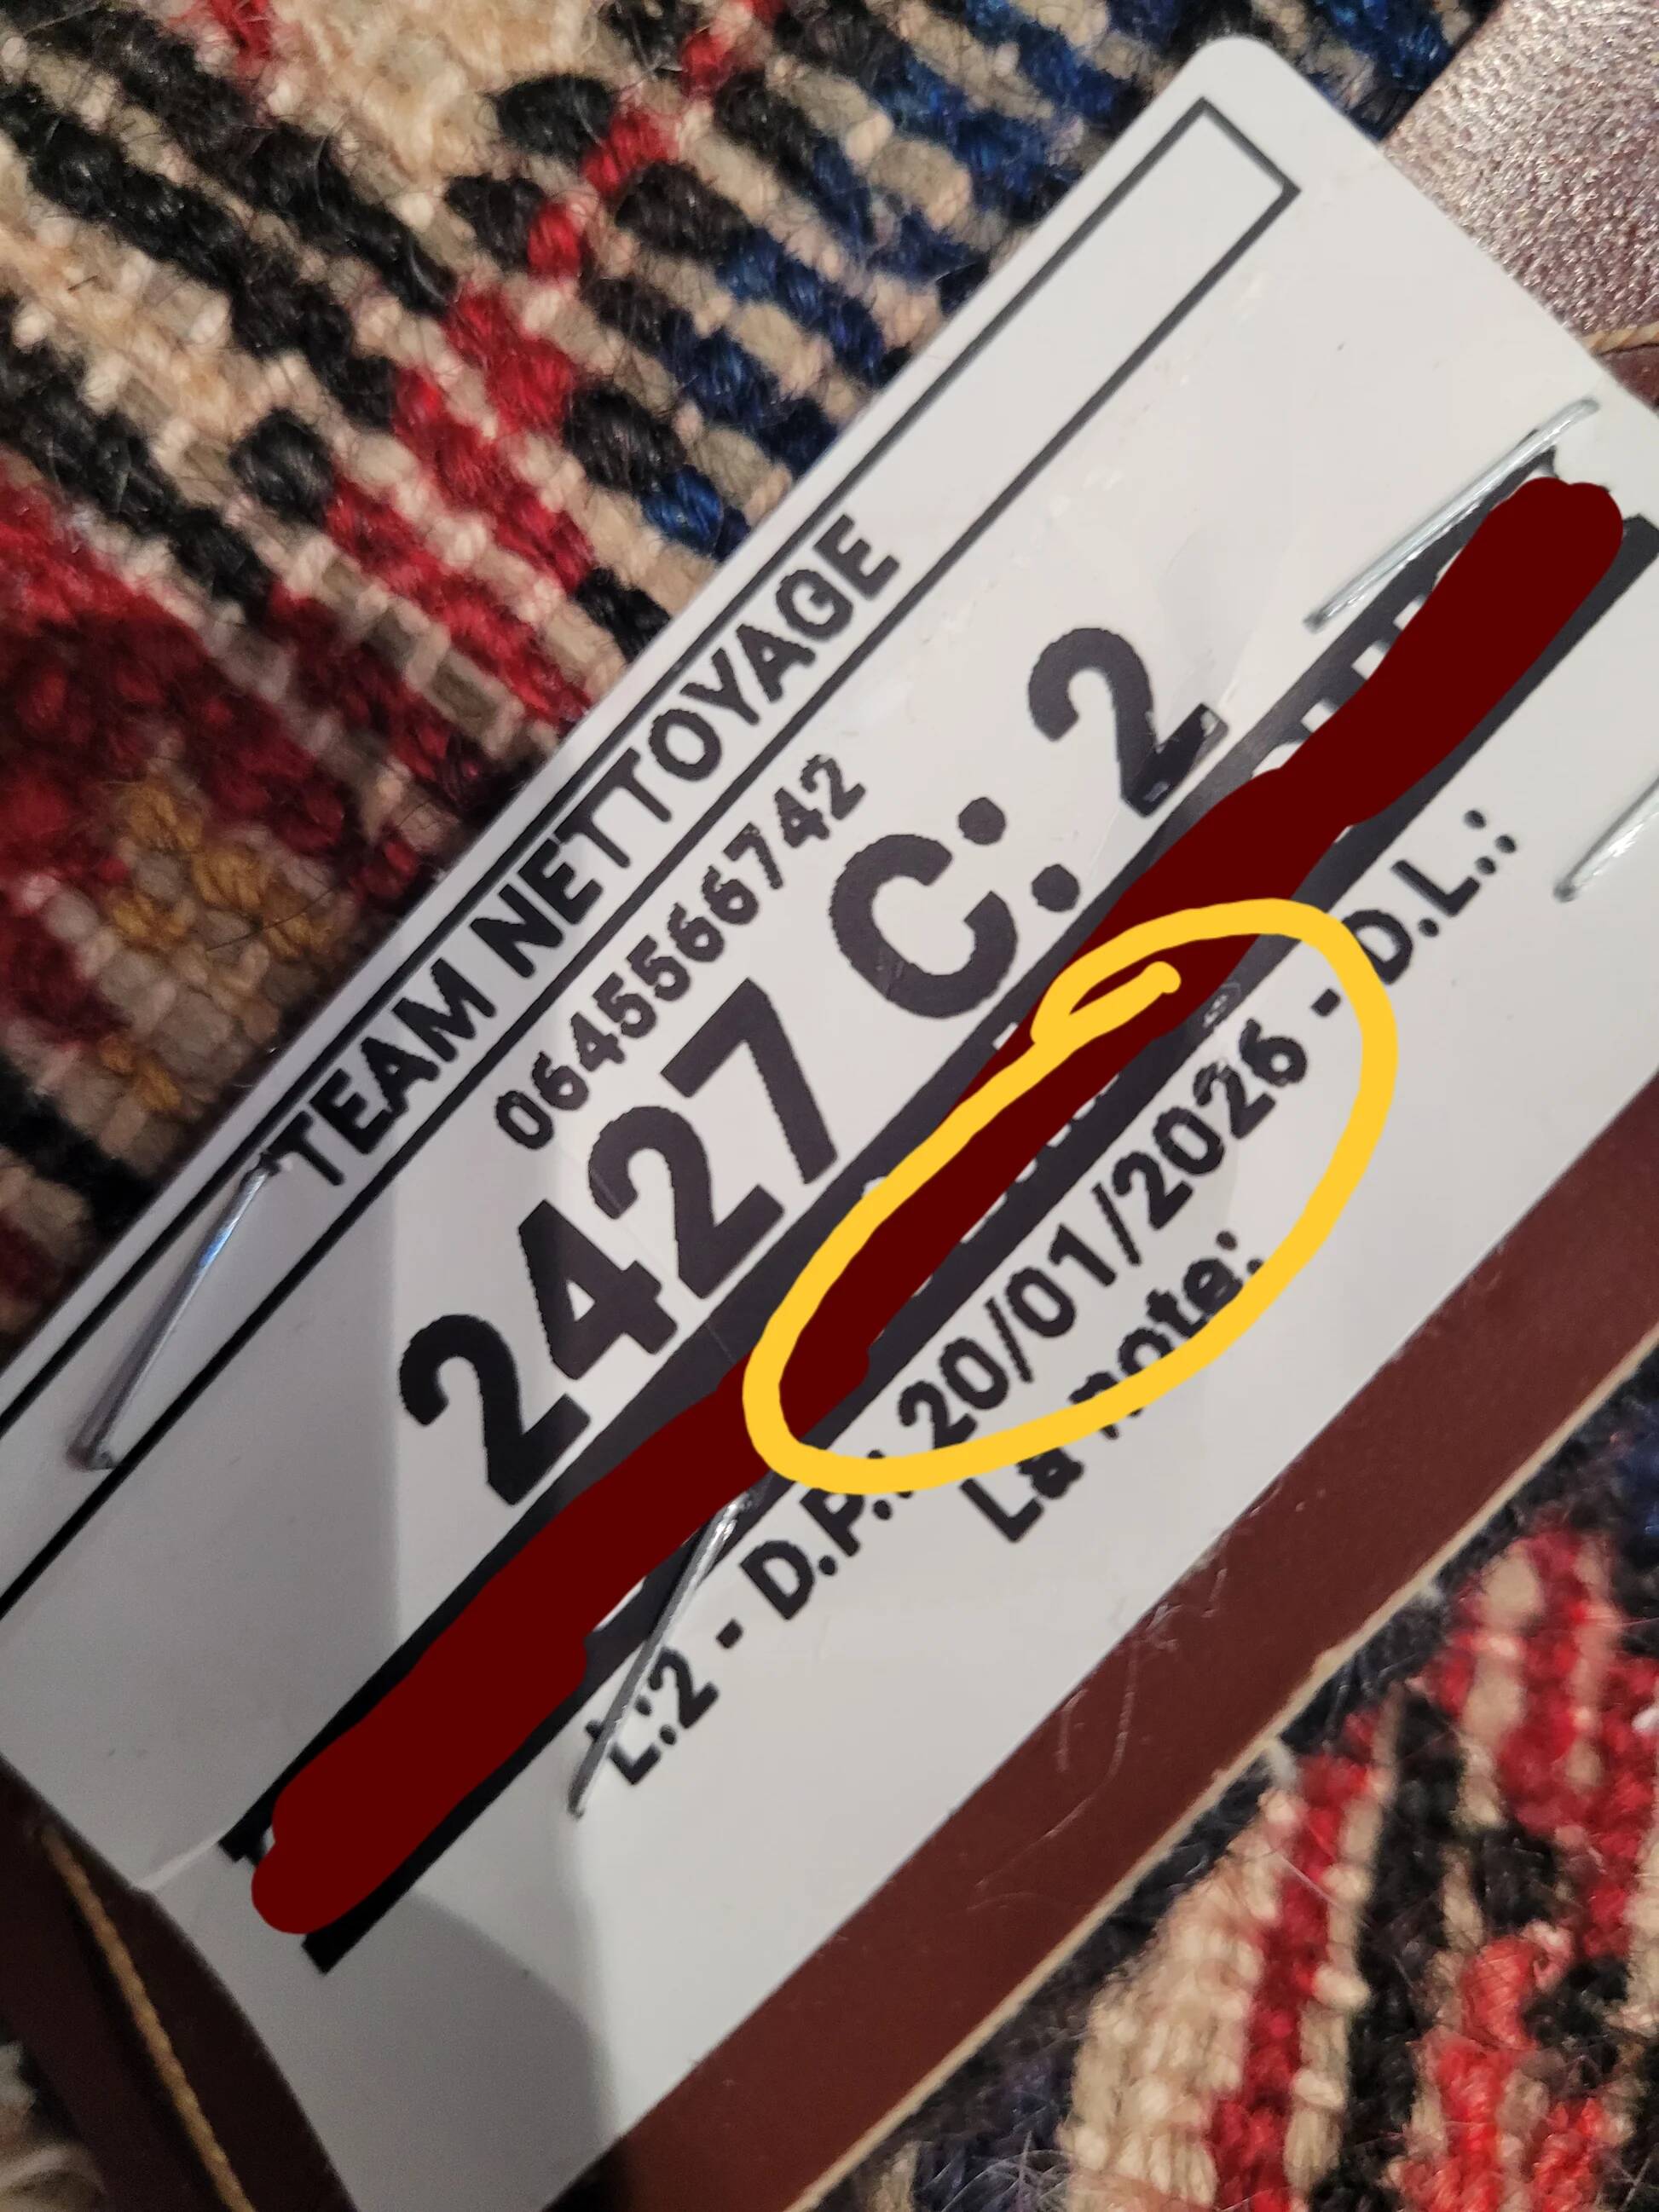 TEAM NETTOYAGE
0645566742
2427 C: 2
L:2 - D.P.: 20/01/2026 - D.L.:
La note: